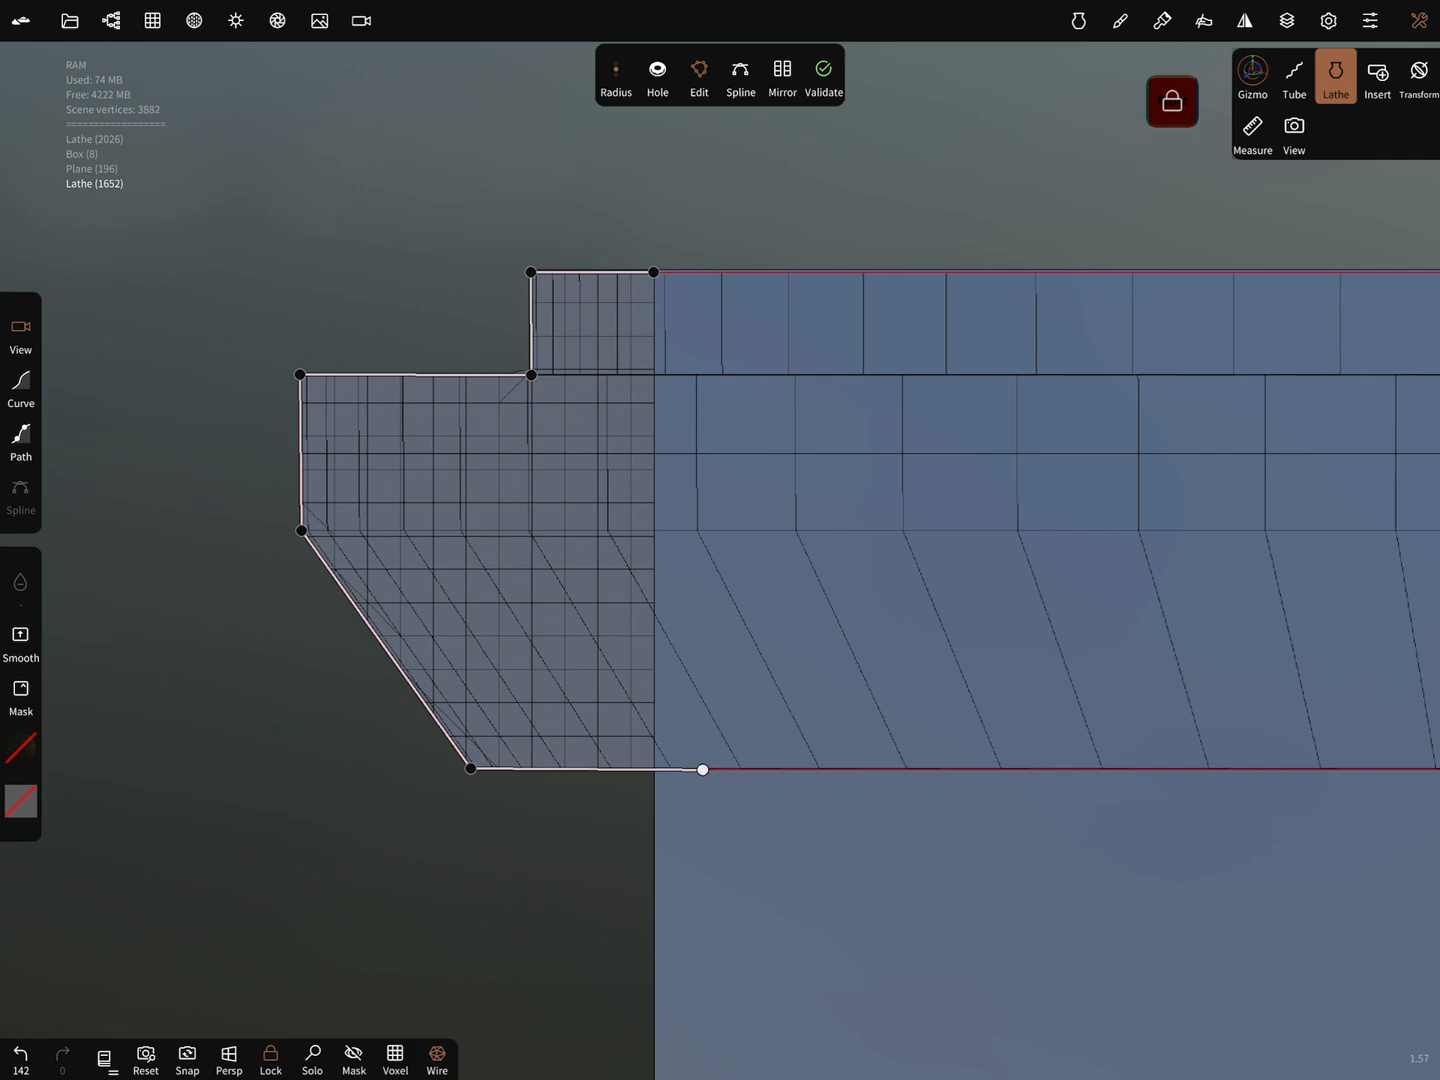 RAM
Used: 74 MB
Free: 4222 MB
Scene vertices: 3882
==================
Lathe (2026)
Box (8)
Plane (196)
Lathe (1652)
Radius Hole Edit Spline Mirror Validate
Gizmo Tube Lathe Insert Transform
Measure View
View
Curve
Path
Spline
-
Smooth
Mask
142 0 Reset Snap Persp Lock Solo Mask Voxel Wire
1.57